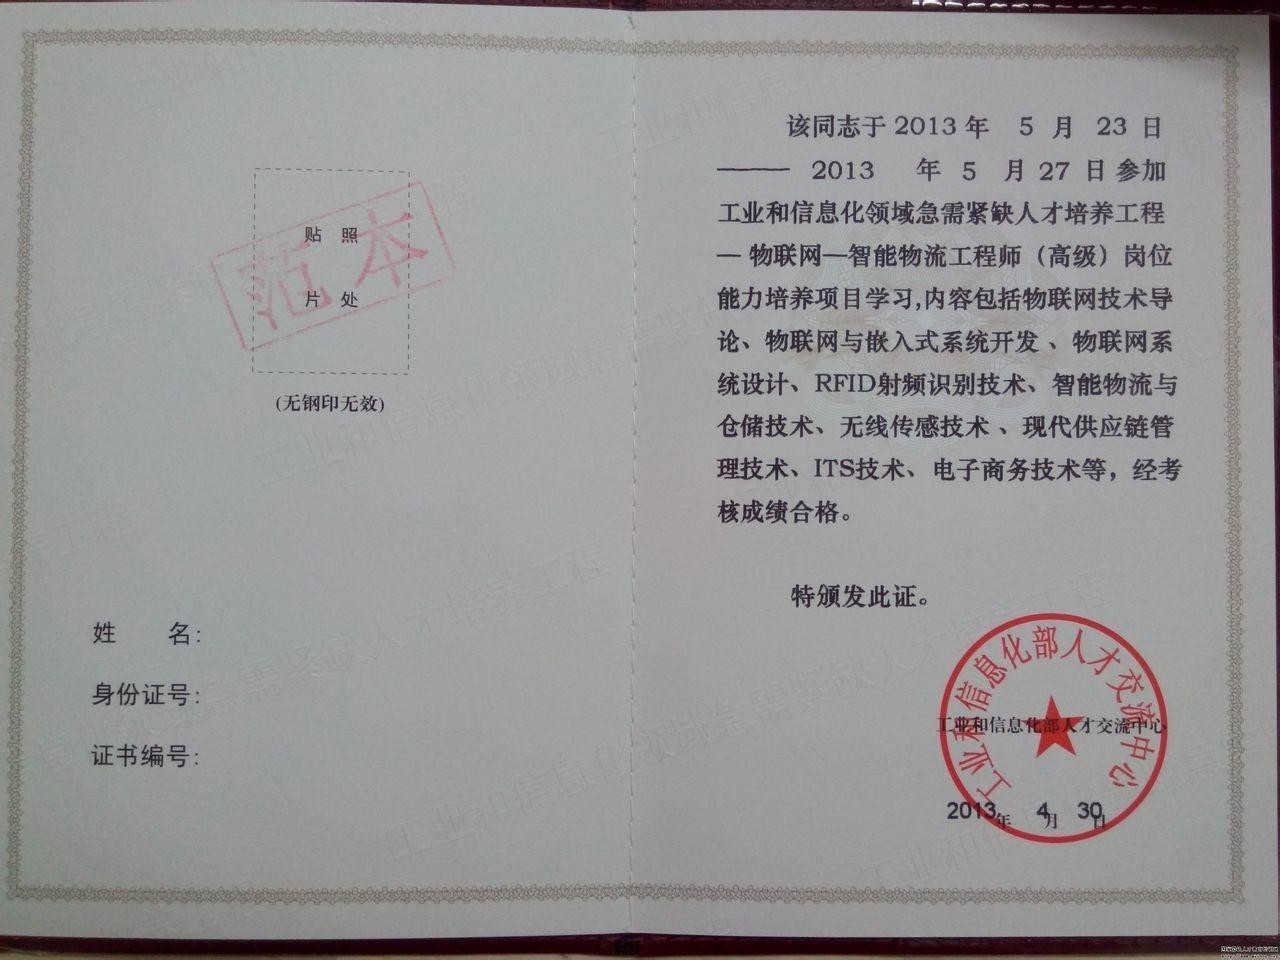 范本
贴 照
片 处
(无钢印无效)
姓 名:
身份证号:
证书编号:
该同志于 2013 年 5 月 23 日
—— 2013 年 5 月 27 日 参加
工业和信息化领域急需紧缺人才培养工程
— 物联网—智能物流工程师（高级）岗位
能力培养项目学习,内容包括物联网技术导
论、物联网与嵌入式系统开发 、物联网系
统设计、RFID射频识别技术、智能物流与
仓储技术、无线传感技术 、现代供应链管
理技术、ITS技术、电子商务技术等，经考
核成绩合格。
特颁发此证。
工业和信息化部人才交流中心
工业和信息化部人才交流中心
2013年 4月 30日